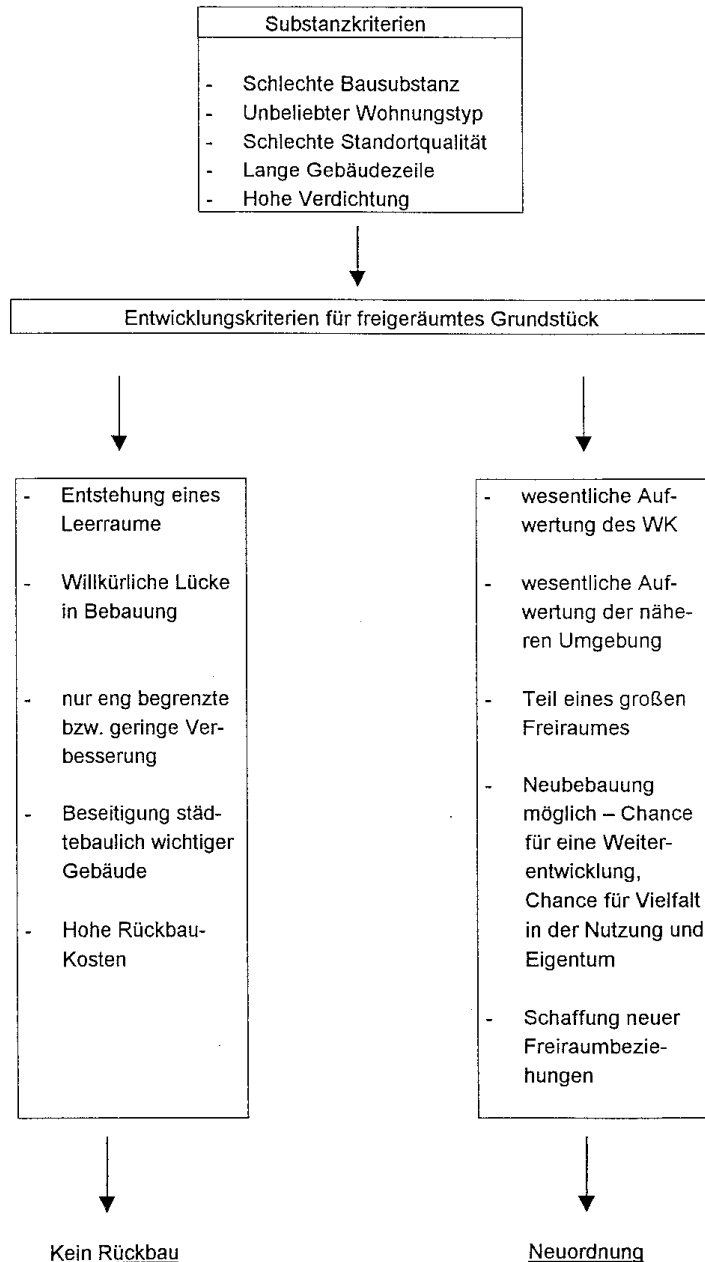 Substanzkriterien
- Schlechte Bausubstanz
- Unbeliebter Wohnungstyp
- Schlechte Standortqualität
- Lange Gebäudezeile
- Hohe Verdichtung
Entwicklungskriterien für freigeräumtes Grundstück
- Entstehung eines
Leerraume
- Willkürliche Lücke
in Bebauung
- nur eng begrenzte
bzw. geringe Ver-
besserung
- Beseitigung städ-
tebaulich wichtiger
Gebäude
- Hohe Rückbau-
Kosten
- wesentliche Auf-
wertung des WK
- wesentliche Auf-
wertung der nähe-
ren Umgebung
- Teil eines großen
Freiraumes
- Neubebauung
möglich – Chance
für eine Weiter-
entwicklung,
Chance für Vielfalt
in der Nutzung und
Eigentum
- Schaffung neuer
Freiraumbezie-
hungen
Kein Rückbau
Neuordnung